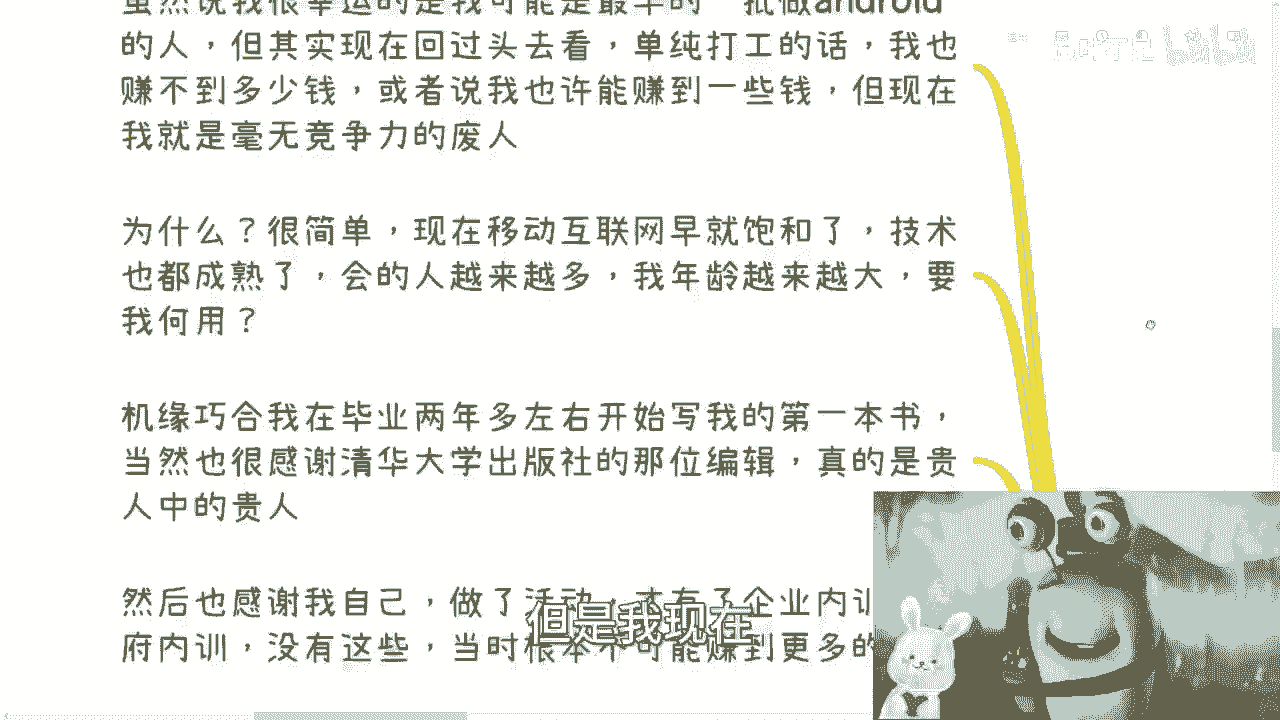 虽然说我很幸运的是我可能是最早的一批做android
的人，但其实现在回过头去看，单纯打工的话，我也
赚不到多少钱，或者说我也许能赚到一些钱，但现在
我就是毫无竞争力的废人
为什么？很简单，现在移动互联网早就饱和了，技术
也都成熟了，会的人越来越多，我年龄越来越大，要
我何用？
机缘巧合我在毕业两年多左右开始写我的第一本书，
当然也很感谢清华大学出版社的那位编辑，真的是贵
人中的贵人
然后也感谢我自己，做了活动，才有了企业内训
府内训，没有这些，当时根本不可能赚到更多的
但是我现在
bilibili